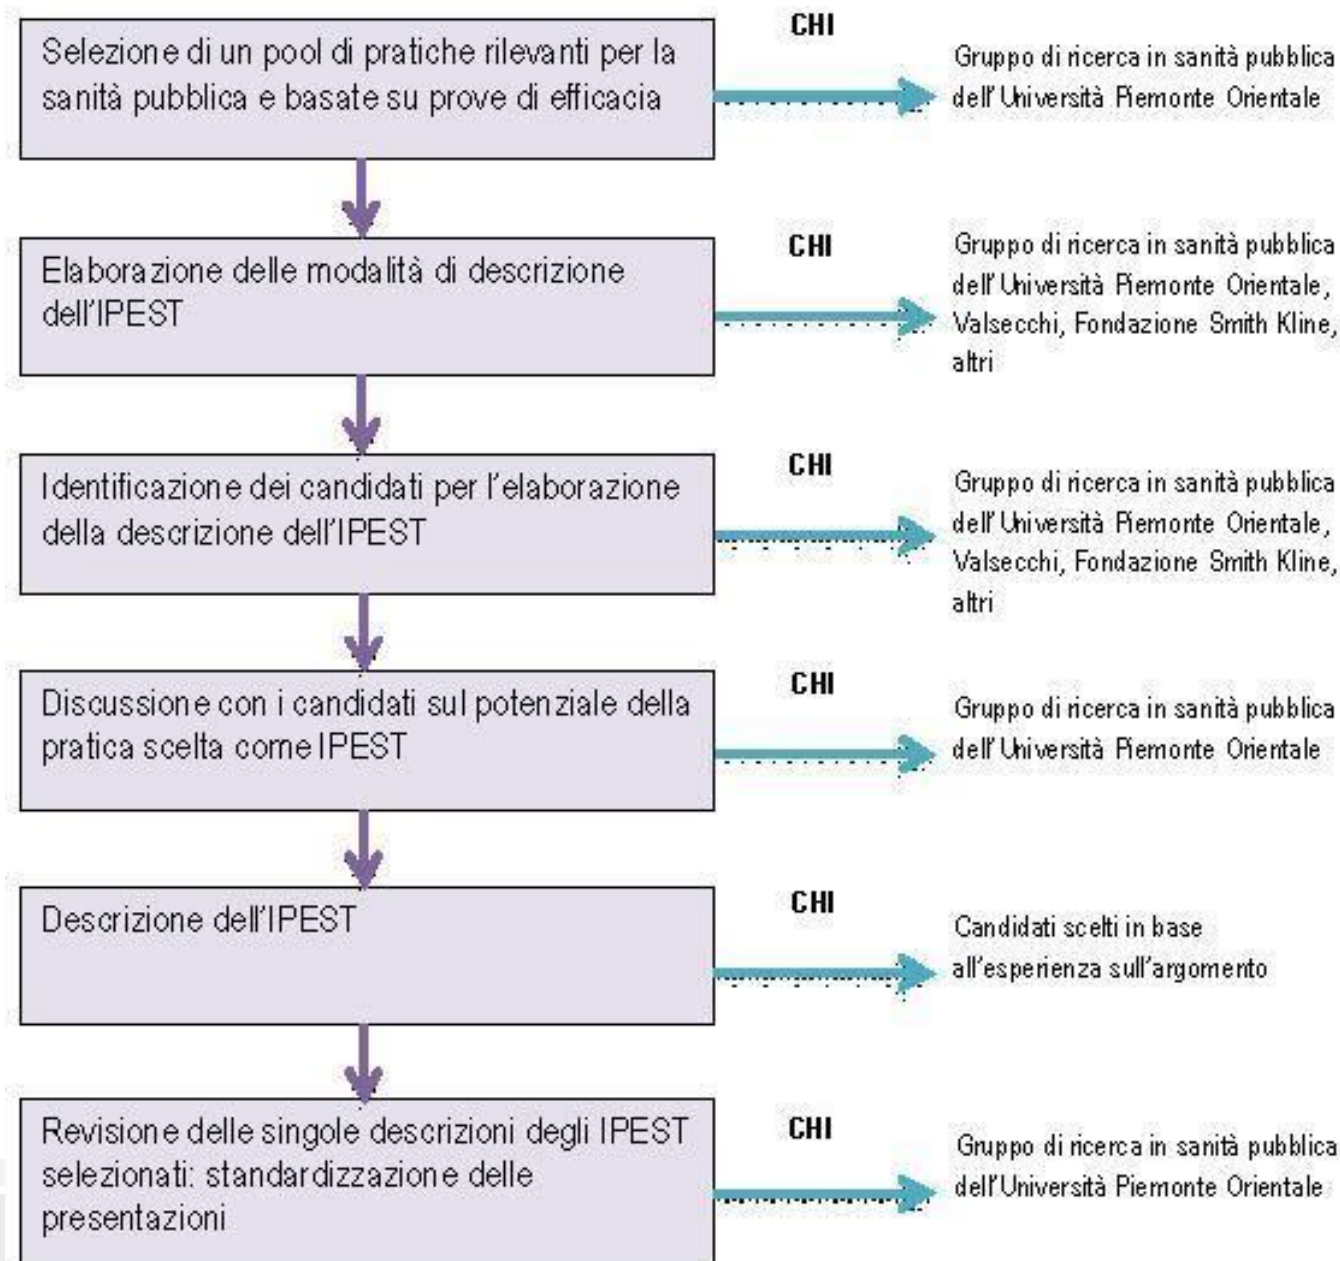 Selezione di un pool di pratiche rilevanti per la
sanità pubblica e basate su prove di efficacia
CHI
Gruppo di ricerca in sanità pubblica
dell'Università Piemonte Orientale
Elaborazione delle modalità di descrizione
dell'IPEST
CHI
Gruppo di ricerca in sanità pubblica
dell'Università Piemonte Orientale,
Valsecchi, Fondazione Smith Kline,
altri
Identificazione dei candidati per l'elaborazione
della descrizione dell'IPEST
CHI
Gruppo di ricerca in sanità pubblica
dell'Università Piemonte Orientale,
Valsecchi, Fondazione Smith Kline,
altri
Discussione con i candidati sul potenziale della
pratica scelta come IPEST
CHI
Gruppo di ricerca in sanità pubblica
dell'Università Piemonte Orientale
Descrizione dell'IPEST
CHI
Candidati scelti in base
all'esperienza sull'argomento
Revisione delle singole descrizioni degli IPEST
selezionati: standardizzazione delle
presentazioni
CHI
Gruppo di ricerca in sanità pubblica
dell'Università Piemonte Orientale